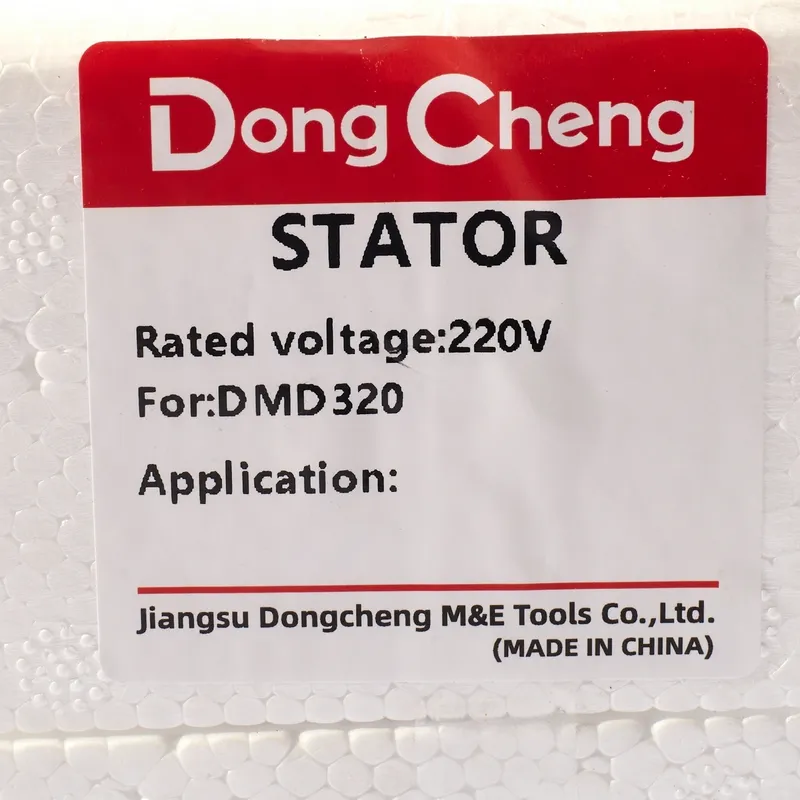 DongCheng
STATOR
Rated voltage:220V
For:DMD320
Application:
Jiangsu Dongcheng M&E Tools Co.,Ltd.
(MADE IN CHINA)